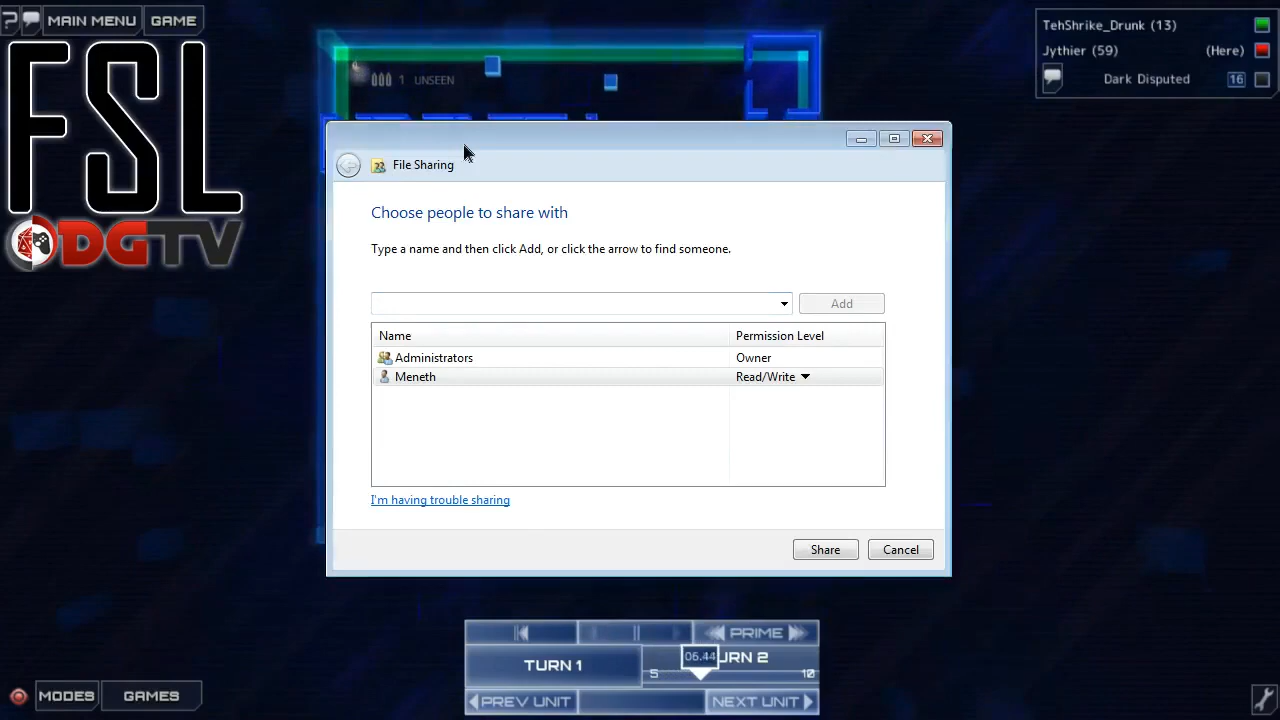 ? MAIN MENU GAME
FSL
DGTV
TehShrike_Drunk (13)
Jythier (59) (Here)
Dark Disputed 16
1 UNSEEN
File Sharing
Choose people to share with
Type a name and then click Add, or click the arrow to find someone.
Add
Name Permission Level
Administrators Owner
Meneth Read/Write
I'm having trouble sharing
Share Cancel
PRIME
TURN 1 06.44 URN 2
5 10
PREV UNIT NEXT UNIT
MODES GAMES